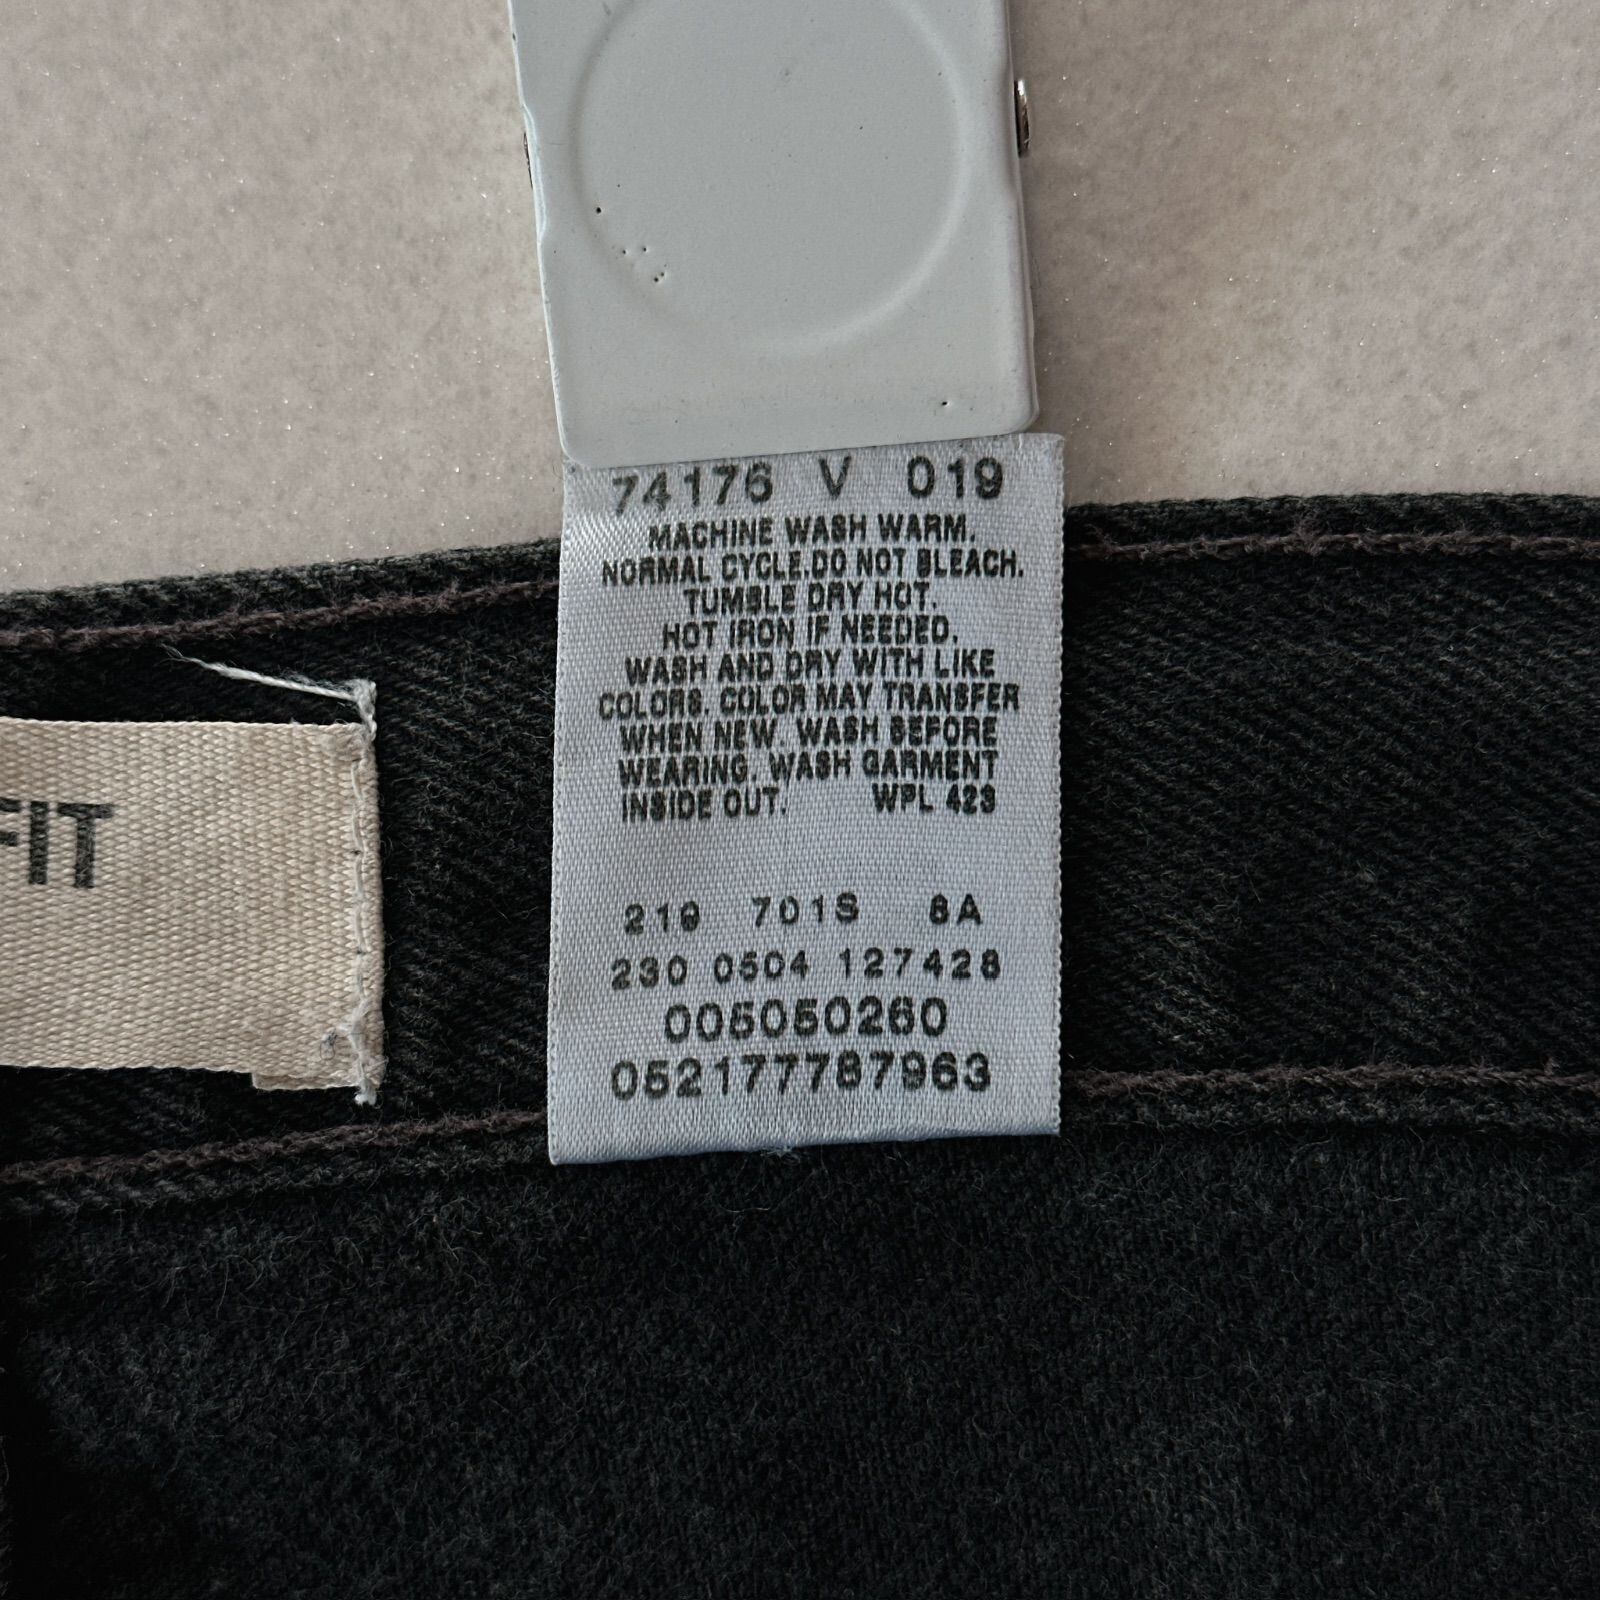 74176 V 019
MACHINE WASH WARM.
NORMAL CYCLE.DO NOT BLEACH.
TUMBLE DRY HOT.
HOT IRON IF NEEDED.
WASH AND DRY WITH LIKE
COLORS. COLOR MAY TRANSFER
WHEN NEW. WASH BEFORE
WEARING. WASH GARMENT
INSIDE OUT. WPL 423
FIT
219 701S 8A
230 0504 127428
005050260
052177787963